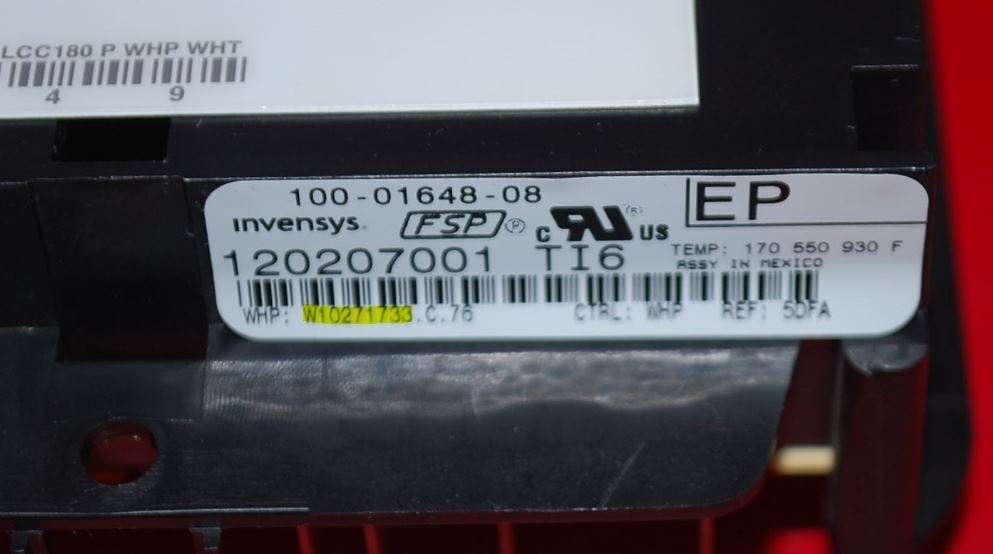 LCC180 P WHP WHT
4 9
100-01648-08
EP
invensys FSP ® P c RU ® US
120207001 TI6
TEMP: 170 550 930 F
ASSY IN MEXICO
WHP: W10271733.C.76 CTRL: WHP REF: 5DFA